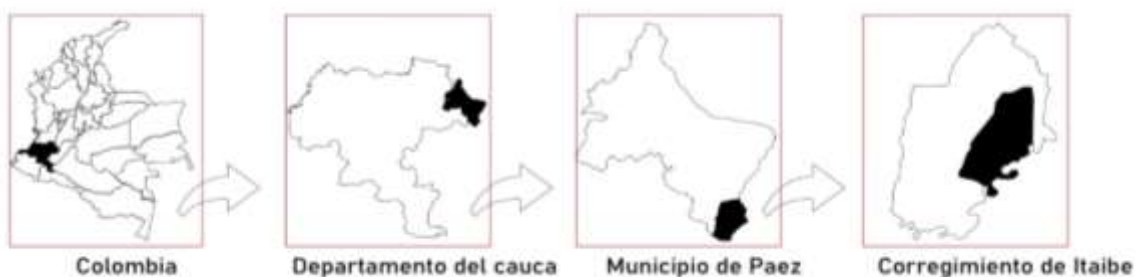 Colombia
Departamento del cauca
Municipio de Paez
Corregimiento de Itaibe